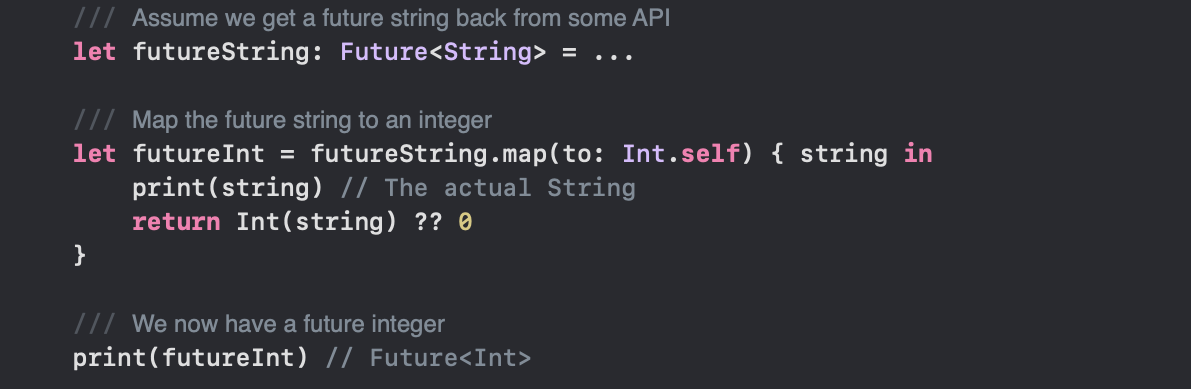 /// Assume we get a future string back from some API
let futureString: Future<String> = ...
/// Map the future string to an integer
let futureInt = futureString.map(to: Int.self) { string in
print(string) // The actual String
return Int(string) ?? 0
}
/// We now have a future integer
print(futureInt) // Future<Int>